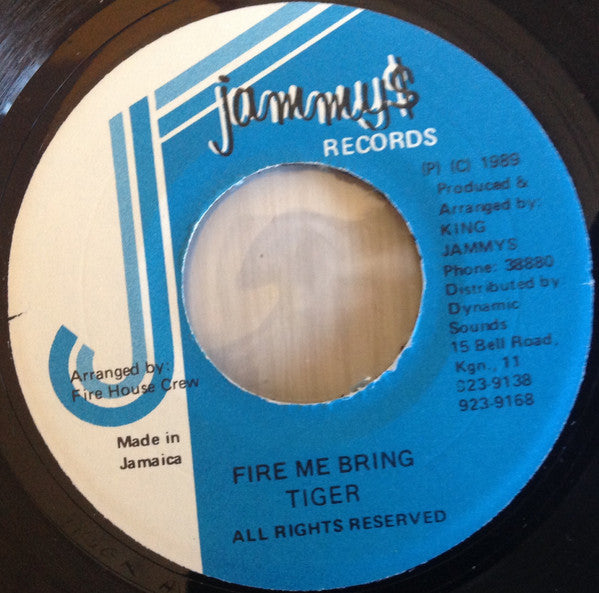 jammy$
RECORDS
(P) (C) 1989
Produced &
Arranged by:
KING
JAMMYS
Phone: 38880
Distributed by
Dynamic
Sounds
15 Bell Road,
Kgn., 11
923-9138
923-9168
Arranged by:
Fire House Crew
Made in
Jamaica
FIRE ME BRING
TIGER
ALL RIGHTS RESERVED